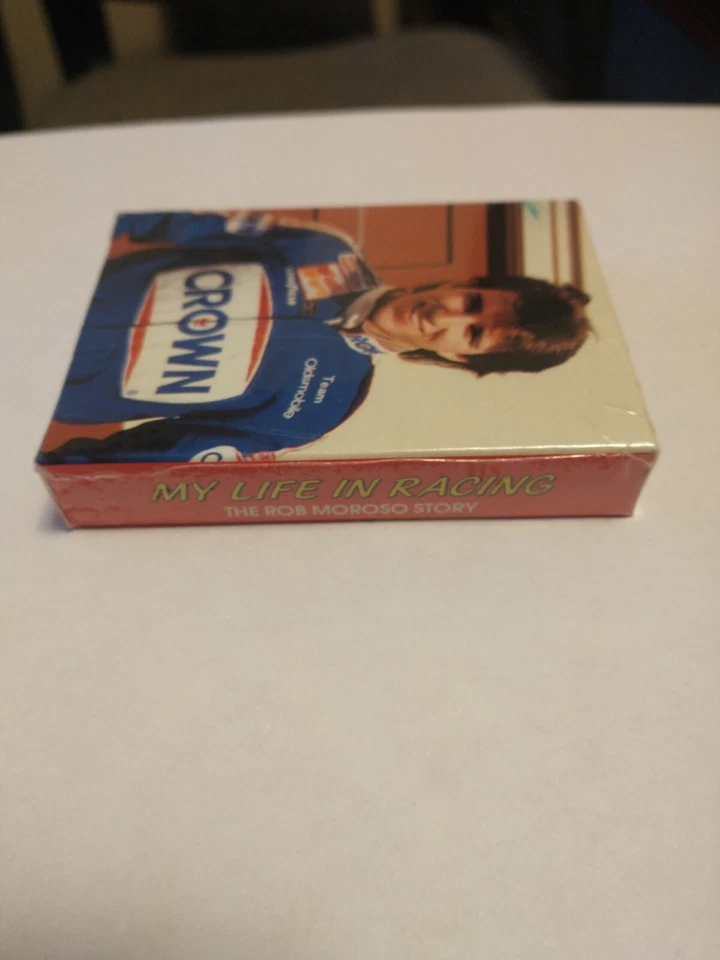 CROWN
Team
Oldsmobile
MY LIFE IN RACING
THE ROB MOROSO STORY